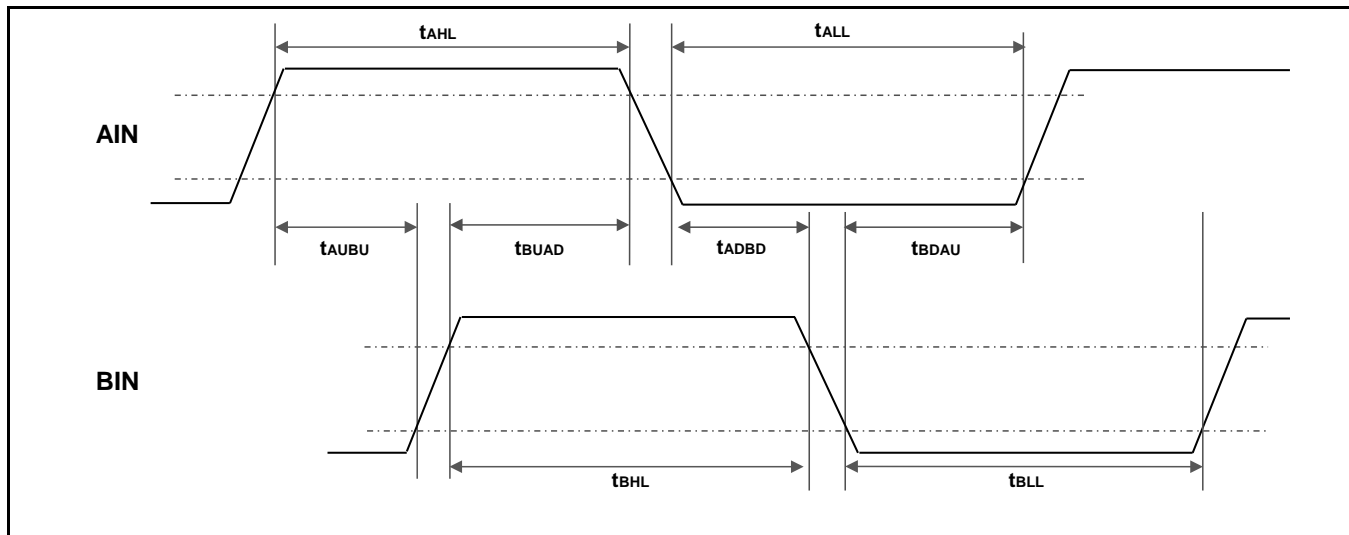 tAHL
tALL
AIN
tAUBU
tBUAD
tADBD
tBDAU
BIN
tBHL
tBLL